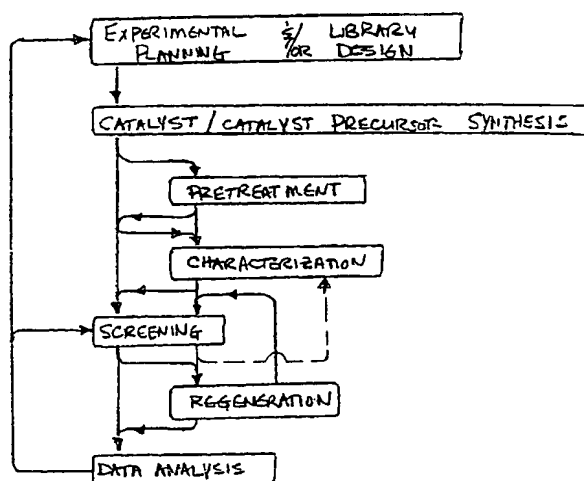 EXPERIMENTAL &/ LIBRARY
PLANNING /OR DESIGN
CATALYST / CATALYST PRECURSOR SYNTHESIS
PRETREATMENT
CHARACTERIZATION
SCREENING
REGENERATION
DATA ANALYSIS